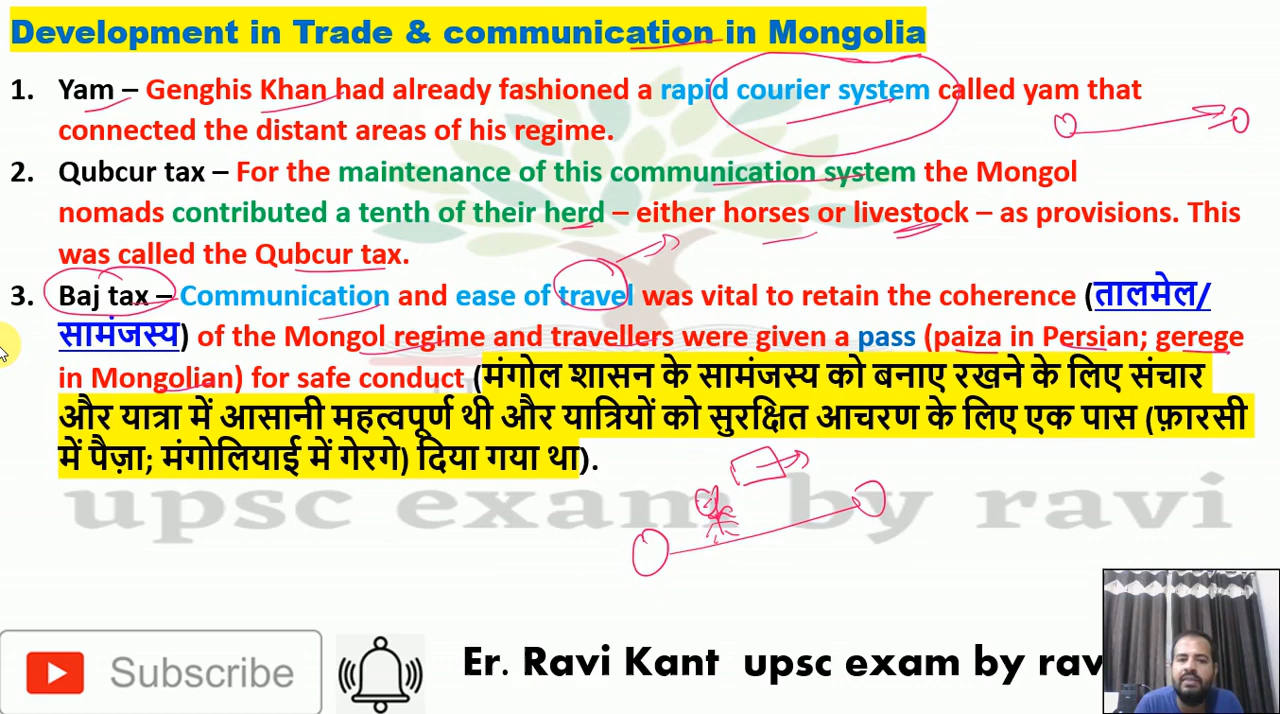 Development in Trade & communication in Mongolia
1. Yam – Genghis Khan had already fashioned a rapid courier system called yam that
connected the distant areas of his regime.
2. Qubcur tax – For the maintenance of this communication system the Mongol
nomads contributed a tenth of their herd – either horses or livestock – as provisions. This
was called the Qubcur tax.
3. Baj tax – Communication and ease of travel was vital to retain the coherence (तालमेल/
सामंजस्य) of the Mongol regime and travellers were given a pass (paiza in Persian; gerege
in Mongolian) for safe conduct (मंगोल शासन के सामंजस्य को बनाए रखने के लिए संचार
और यात्रा में आसानी महत्वपूर्ण थी और यात्रियों को सुरक्षित आचरण के लिए एक पास (फ़ारसी
में पैज़ा; मंगोलियाई में गेरगे) दिया गया था).
upsc exam by ravi
Subscribe
Er. Ravi Kant upsc exam by rav